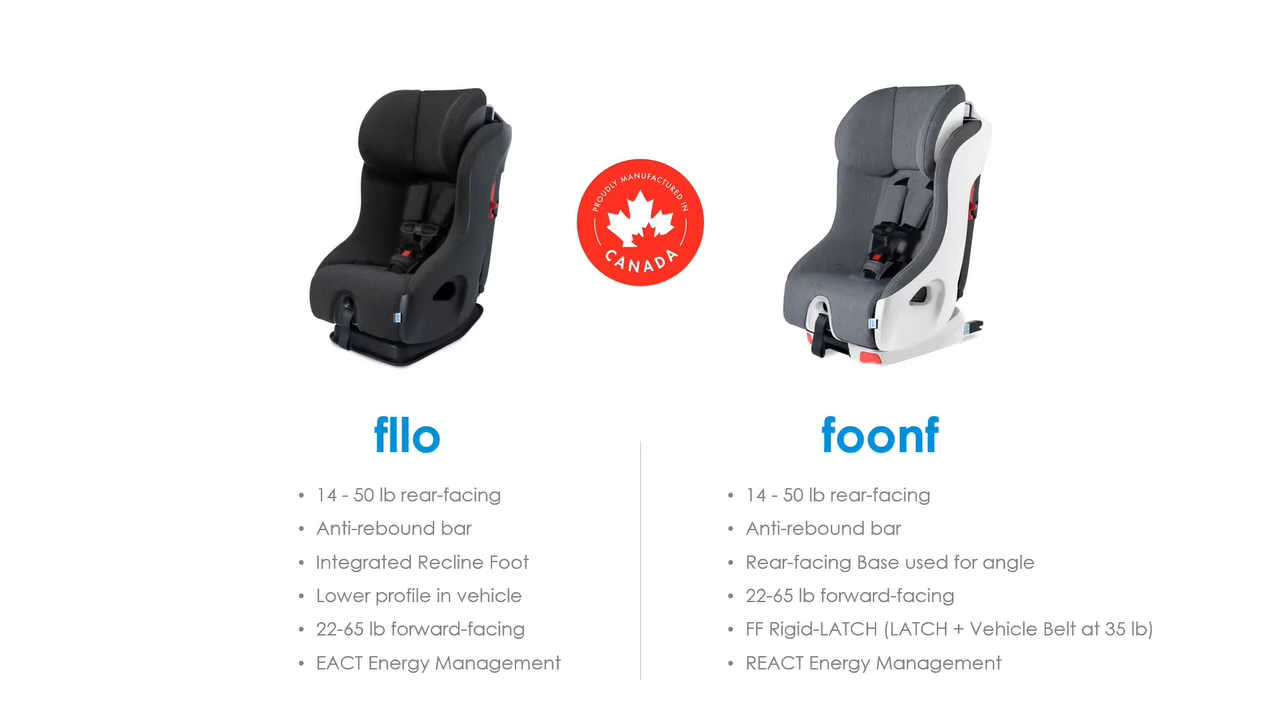 PROUDLY MANUFACTURED IN
CANADA
fllo
• 14 - 50 lb rear-facing
• Anti-rebound bar
• Integrated Recline Foot
• Lower profile in vehicle
• 22-65 lb forward-facing
• EACT Energy Management
foonf
• 14 - 50 lb rear-facing
• Anti-rebound bar
• Rear-facing Base used for angle
• 22-65 lb forward-facing
• FF Rigid-LATCH (LATCH + Vehicle Belt at 35 lb)
• REACT Energy Management